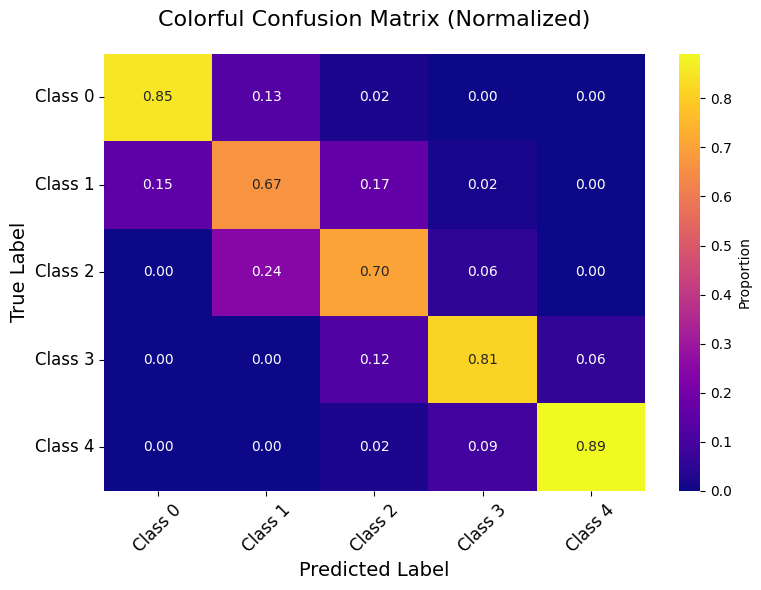 Colorful Confusion Matrix (Normalized)
True Label
Class 0 0.85 0.13 0.02 0.00 0.00
Class 1 0.15 0.67 0.17 0.02 0.00
Class 2 0.00 0.24 0.70 0.06 0.00
Class 3 0.00 0.00 0.12 0.81 0.06
Class 4 0.00 0.00 0.02 0.09 0.89
Class 0 Class 1 Class 2 Class 3 Class 4
Predicted Label
0.8
0.7
0.6
0.5
0.4
0.3
0.2
0.1
0.0
Proportion